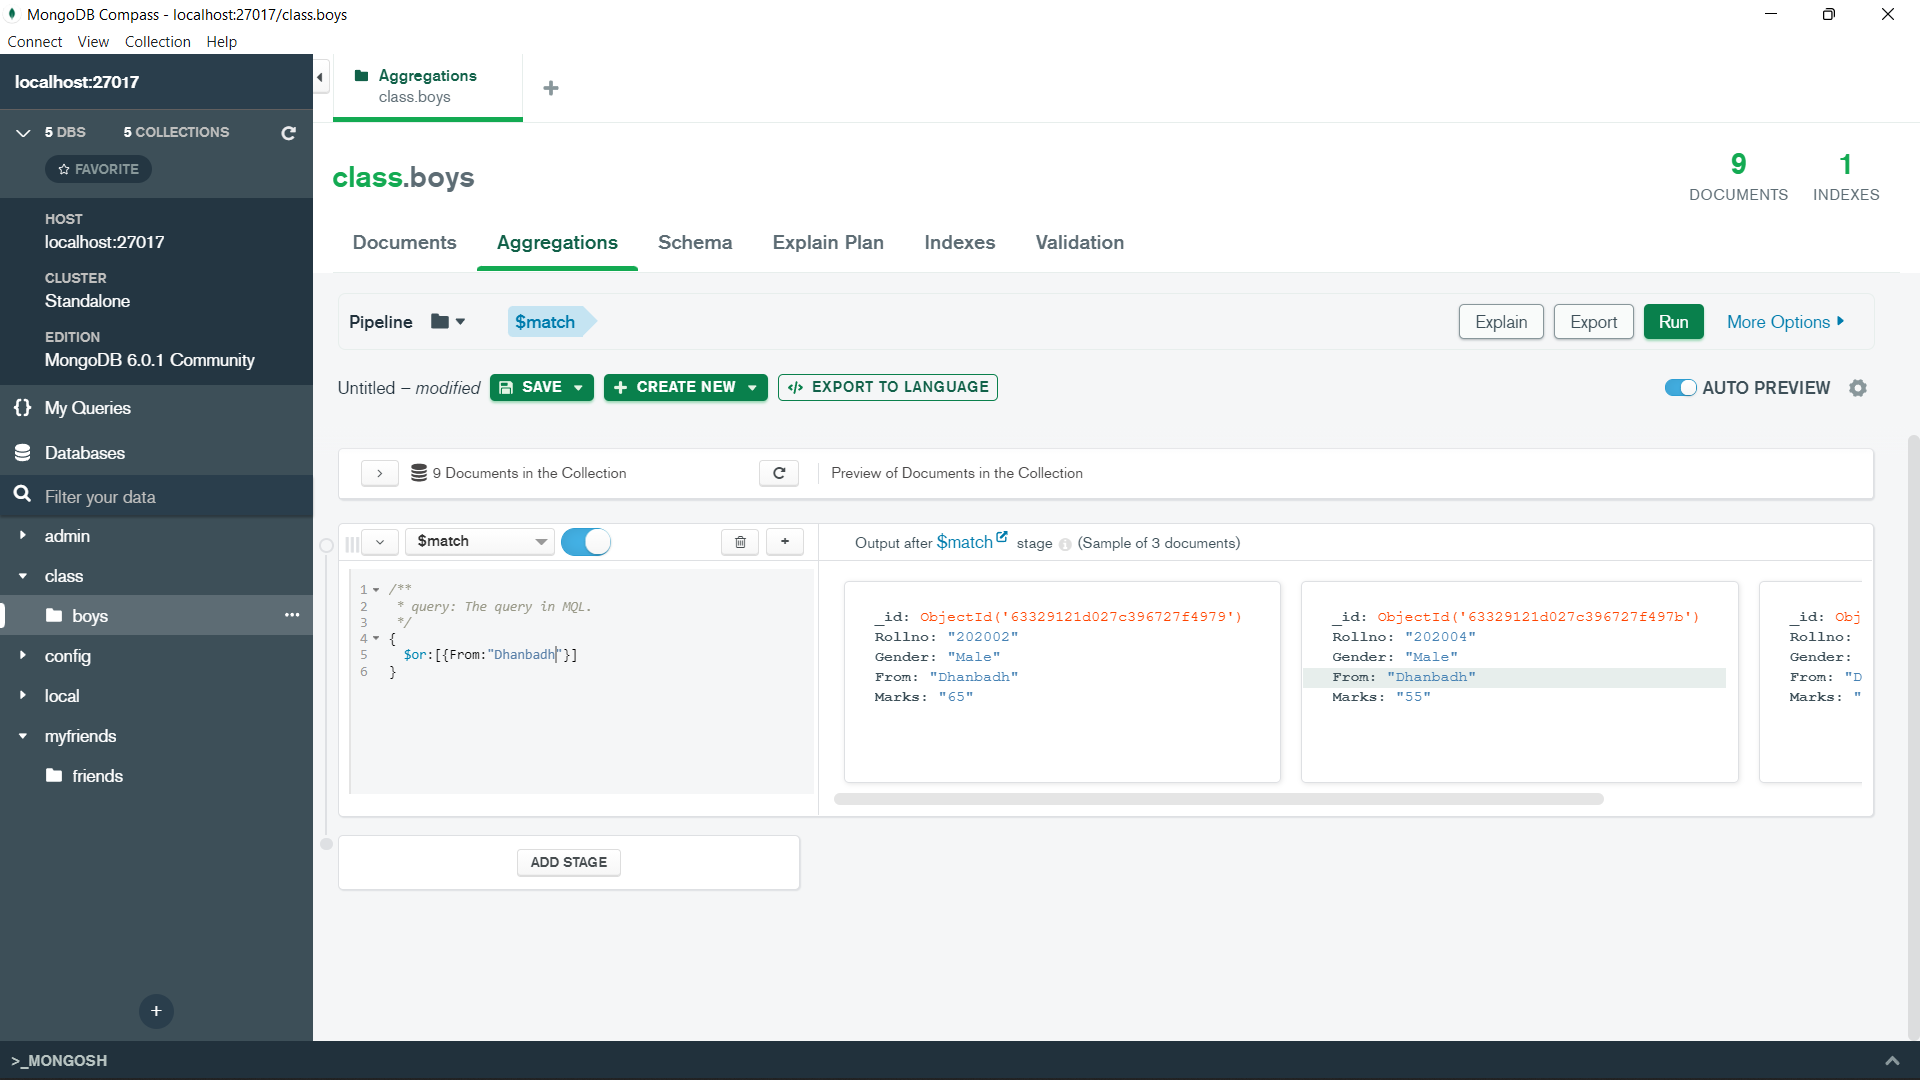 MongoDB Compass - localhost:27017/class.boys
Connect View Collection Help
localhost:27017
5 DBS 5 COLLECTIONS
FAVORITE
HOST
localhost:27017
CLUSTER
Standalone
EDITION
MongoDB 6.0.1 Community
My Queries
Databases
Filter your data
admin
class
boys
config
local
myfriends
friends
>_MONGOSH
Aggregations
class.boys
class.boys
9
DOCUMENTS
1
INDEXES
Documents Aggregations Schema Explain Plan Indexes Validation
Pipeline $match Explain Export Run More Options
Untitled – modified SAVE CREATE NEW EXPORT TO LANGUAGE AUTO PREVIEW
9 Documents in the Collection Preview of Documents in the Collection
$match
Output after $match stage (Sample of 3 documents)
1 /**
2 * query: The query in MQL.
3 */
4 {
5 $or:[{From:"Dhanbadh"}]
6 }
_id: ObjectId('63329121d027c396727f4979')
Rollno: "202002"
Gender: "Male"
From: "Dhanbadh"
Marks: "65"
_id: ObjectId('63329121d027c396727f497b')
Rollno: "202004"
Gender: "Male"
From: "Dhanbadh"
Marks: "55"
_id: Obj
Rollno:
Gender:
From: "D
Marks: "
ADD STAGE